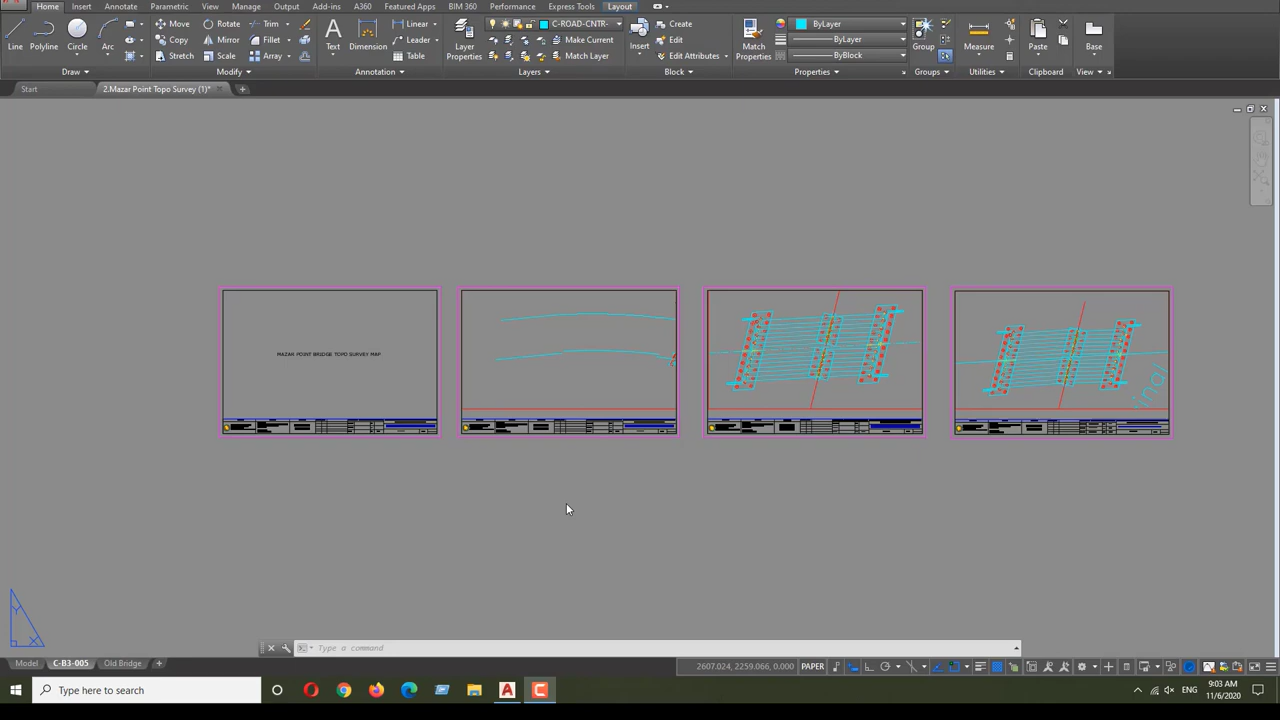 Home Insert Annotate Parametric View Manage Output Add-ins A360 Featured Apps BIM 360 Performance Express Tools Layout
Line Polyline Circle Arc
Move Rotate Trim
Copy Mirror Fillet
Stretch Scale Array
Text Dimension
Linear
Leader
Table
Layer Properties
C-ROAD-CNTR-
Make Current
Match Layer
Insert
Create
Edit
Edit Attributes
Match Properties
ByLayer
ByLayer
ByBlock
Group
Measure
Paste
Base
Draw Modify Annotation Layers Block Properties Groups Utilities Clipboard View
Start 2.Mazar Point Topo Survey (1)*
MAZAR POINT BRIDGE TOPO SURVEY MAP
Y
X
Type a command
Model C-B3-005 Old Bridge
2607.024, 2259.066, 0.000 PAPER
Type here to search
ENG
9:03 AM
11/6/2020